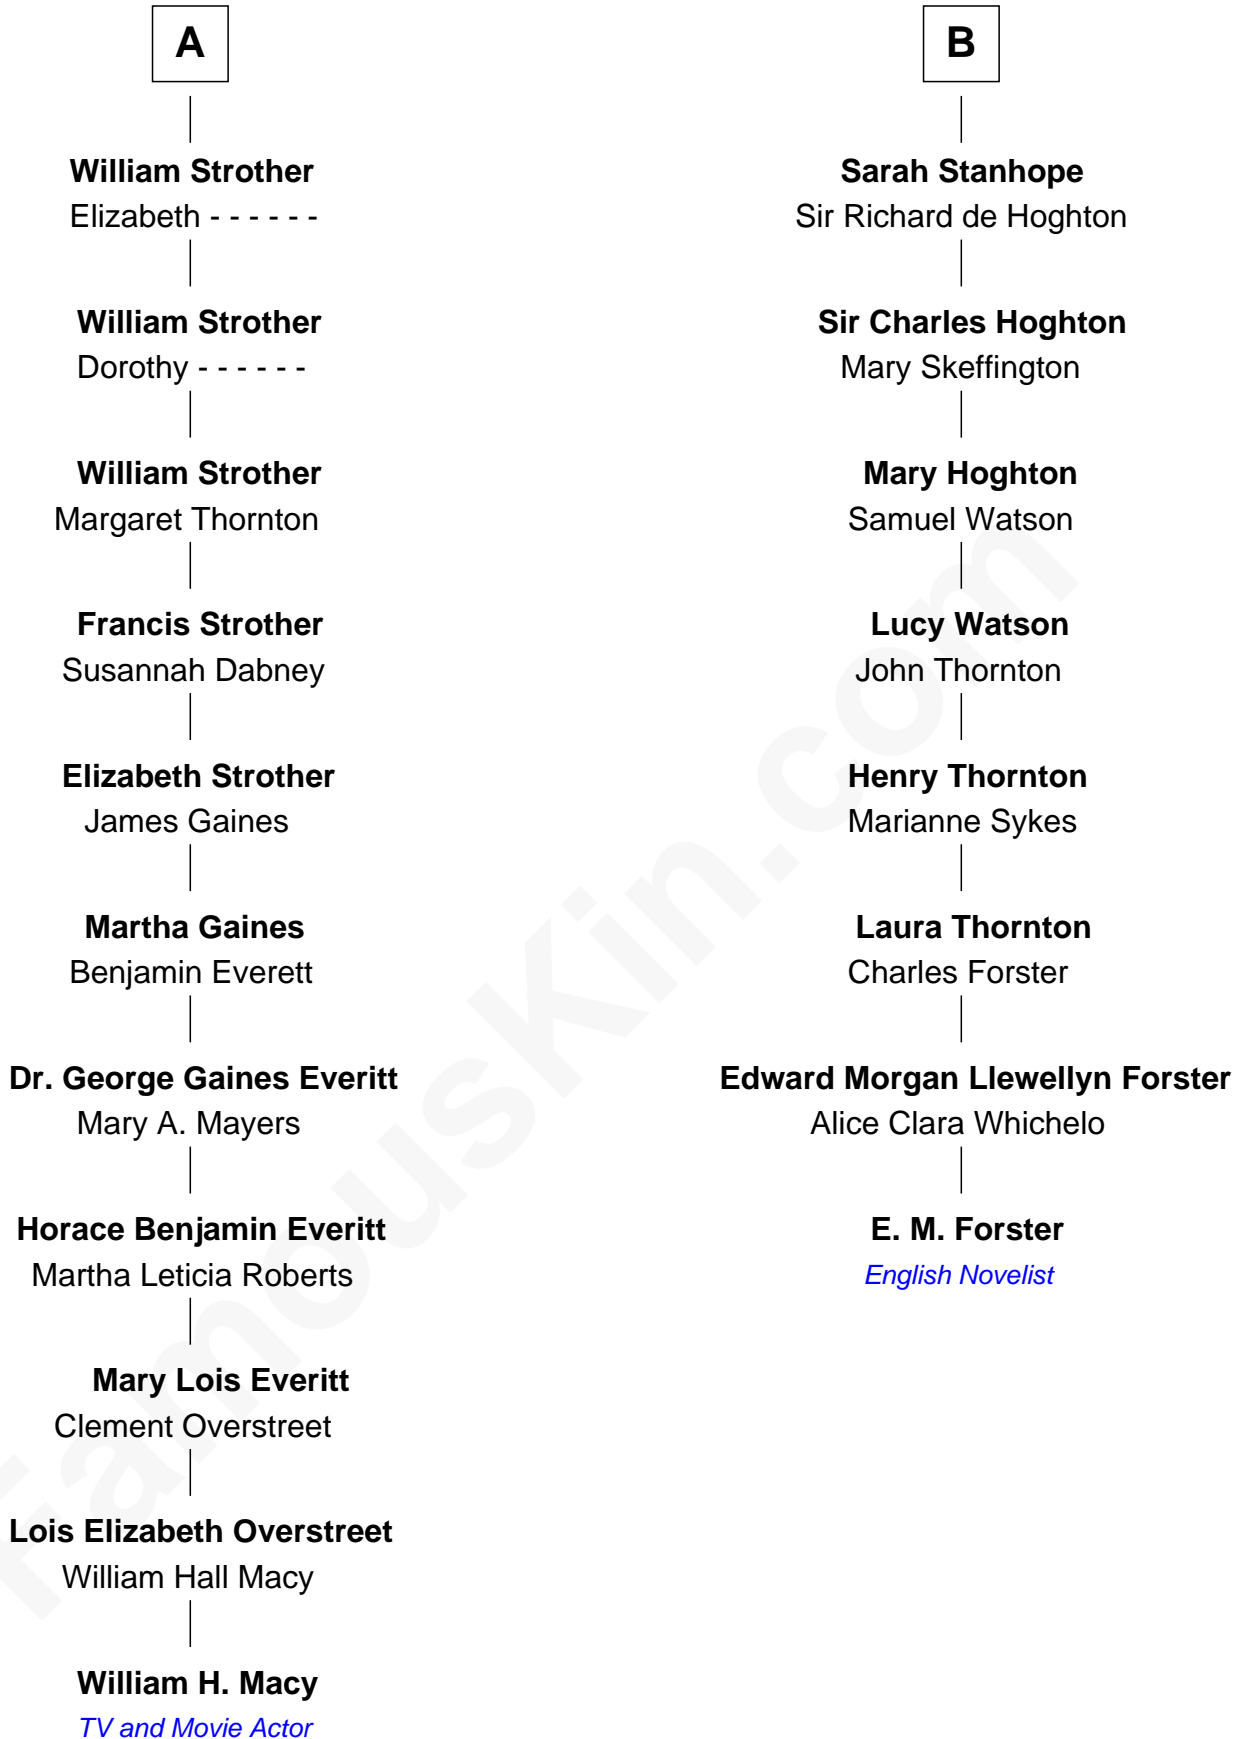 A
William Strother
Elizabeth - - - - - -
William Strother
Dorothy - - - - - -
William Strother
Margaret Thornton
Francis Strother
Susannah Dabney
Elizabeth Strother
James Gaines
Martha Gaines
Benjamin Everett
Dr. George Gaines Everitt
Mary A. Mayers
Horace Benjamin Everitt
Martha Leticia Roberts
Mary Lois Everitt
Clement Overstreet
Lois Elizabeth Overstreet
William Hall Macy
William H. Macy
TV and Movie Actor
B
Sarah Stanhope
Sir Richard de Hoghton
Sir Charles Hoghton
Mary Skeffington
Mary Hoghton
Samuel Watson
Lucy Watson
John Thornton
Henry Thornton
Marianne Sykes
Laura Thornton
Charles Forster
Edward Morgan Llewellyn Forster
Alice Clara Whichelo
E. M. Forster
English Novelist
FamousKin.com